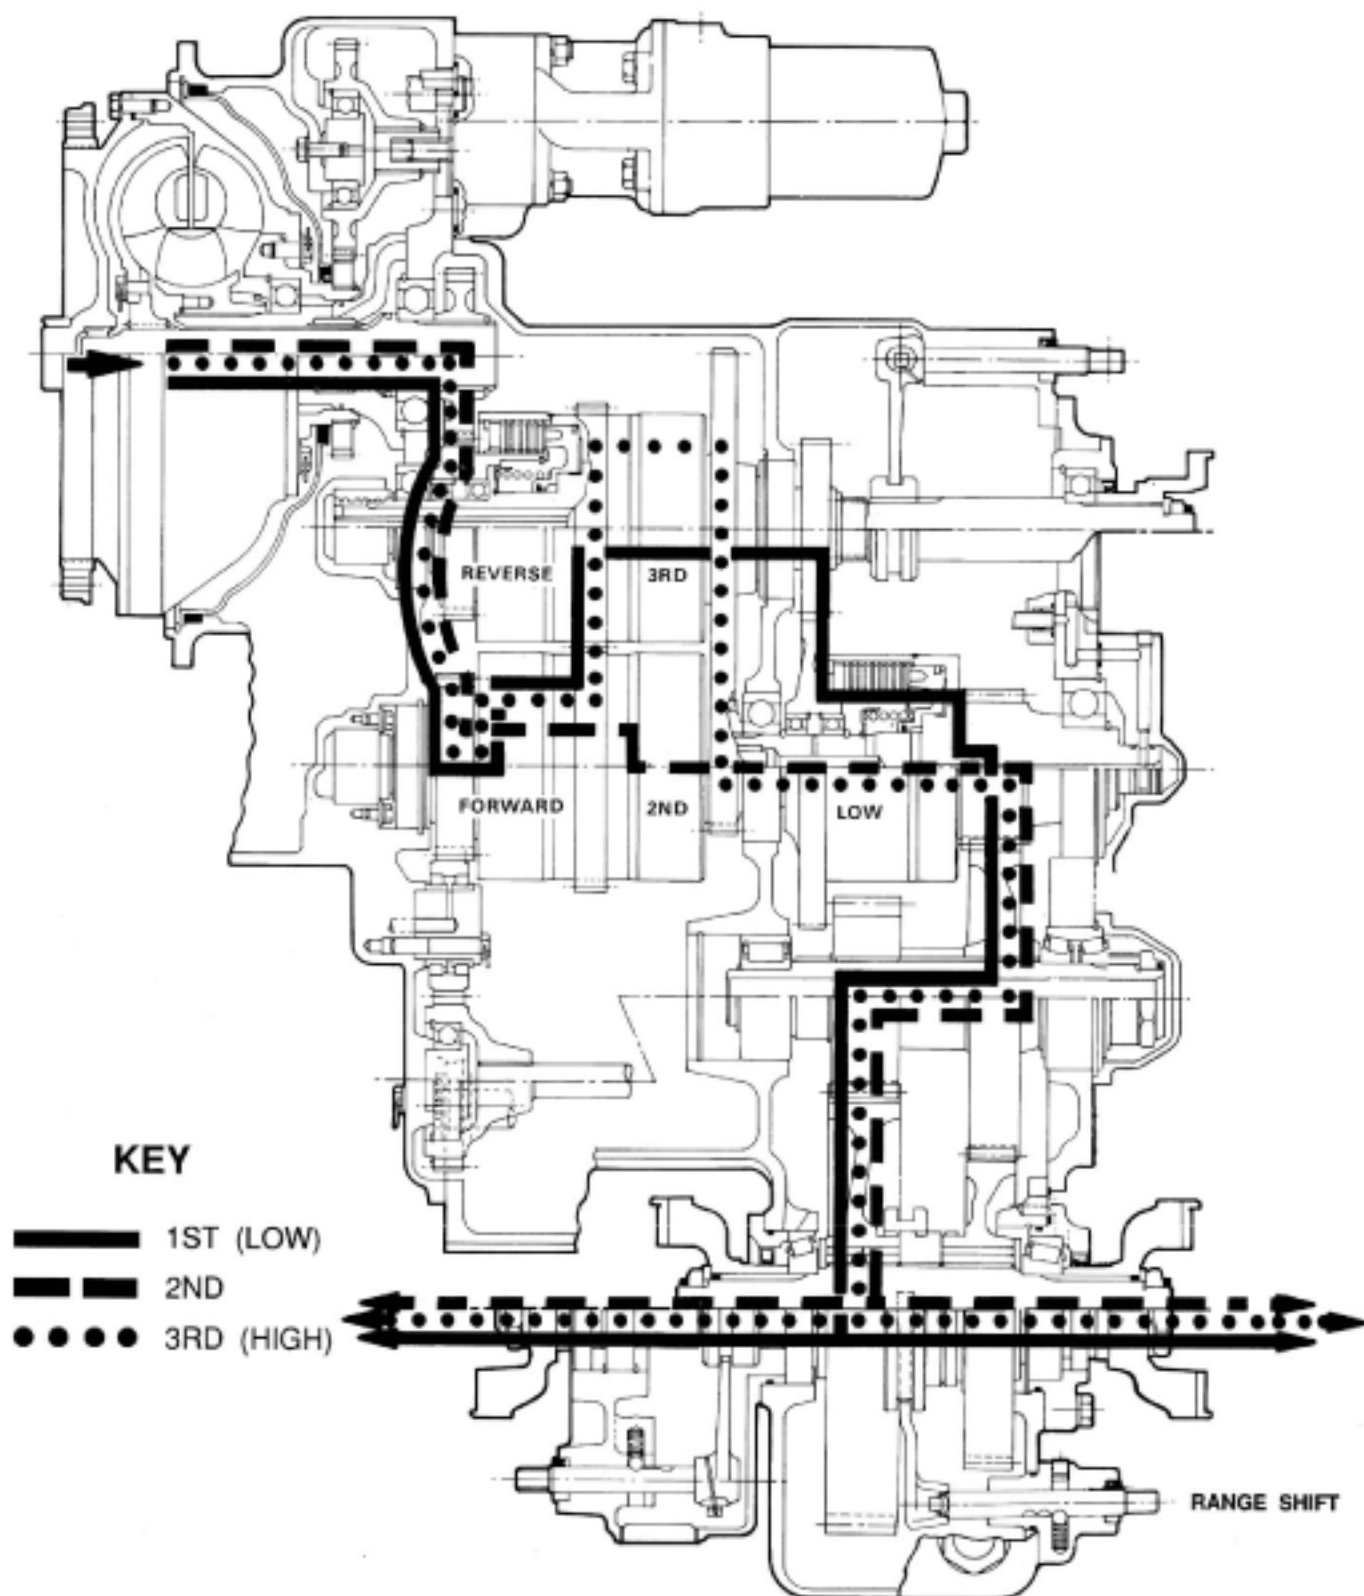 REVERSE
3RD
FORWARD
2ND
LOW
KEY
1ST (LOW)
2ND
3RD (HIGH)
RANGE SHIFT